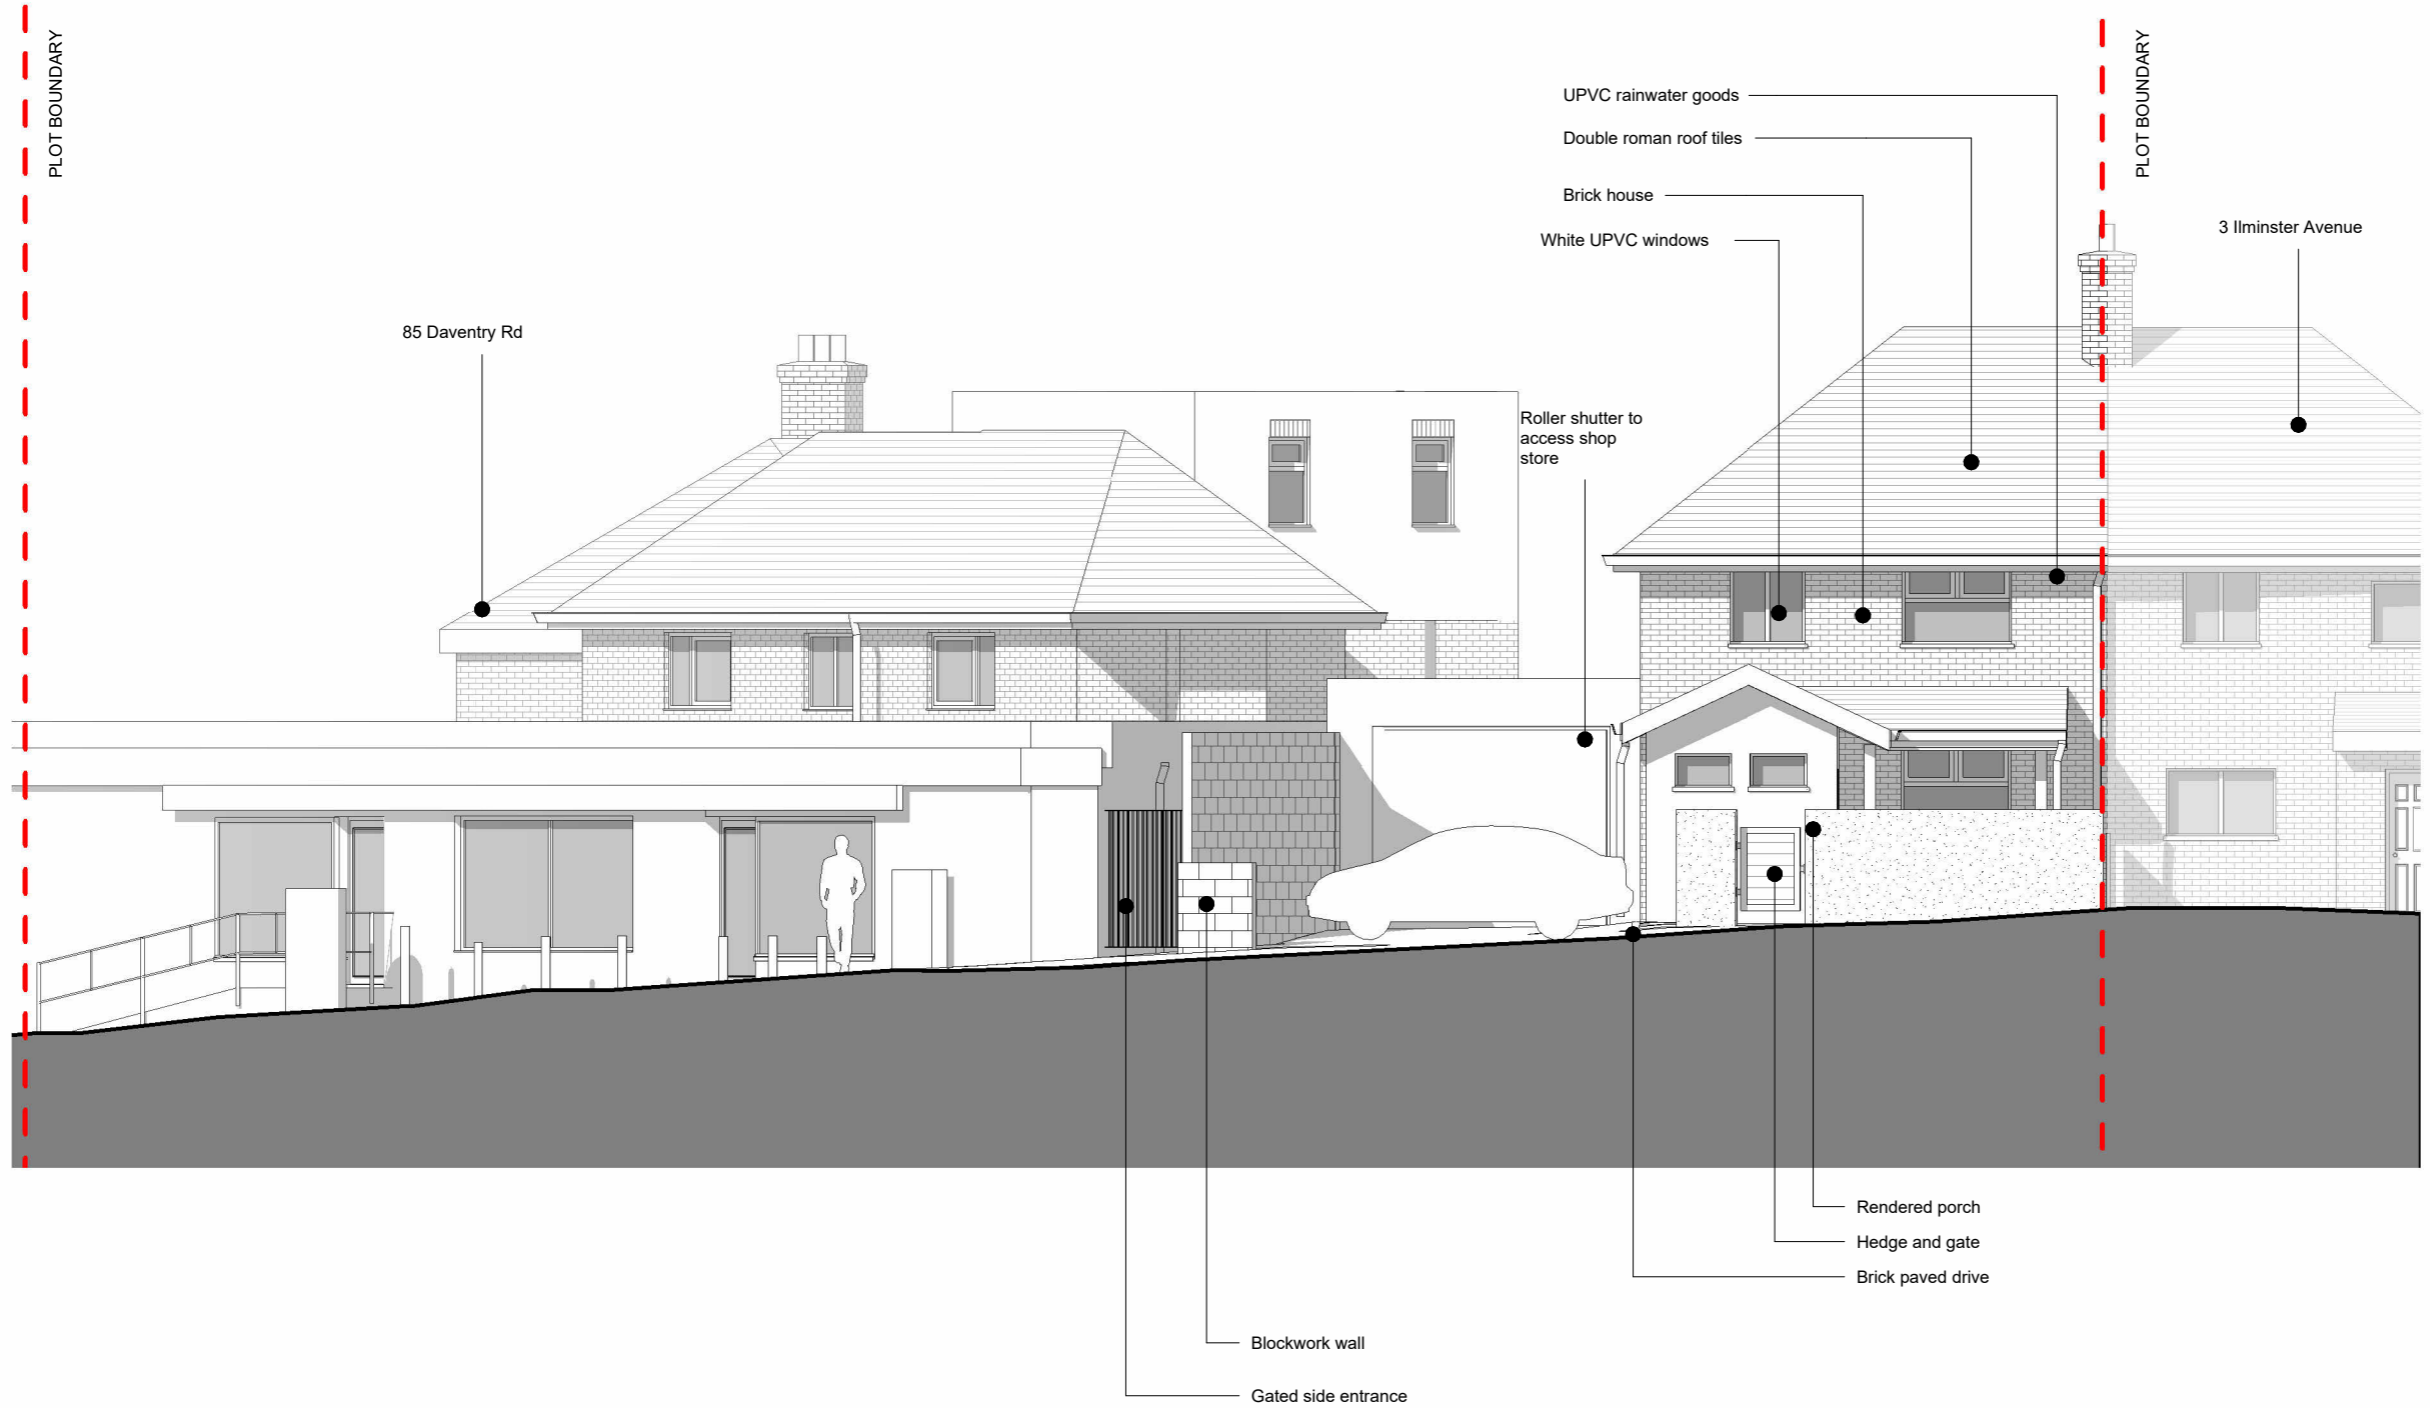 PLOT BOUNDARY
PLOT BOUNDARY
UPVC rainwater goods
Double roman roof tiles
Brick house
White UPVC windows
3 Ilminster Avenue
85 Daventry Rd
Roller shutter to
access shop
store
Rendered porch
Hedge and gate
Brick paved drive
Blockwork wall
Gated side entrance